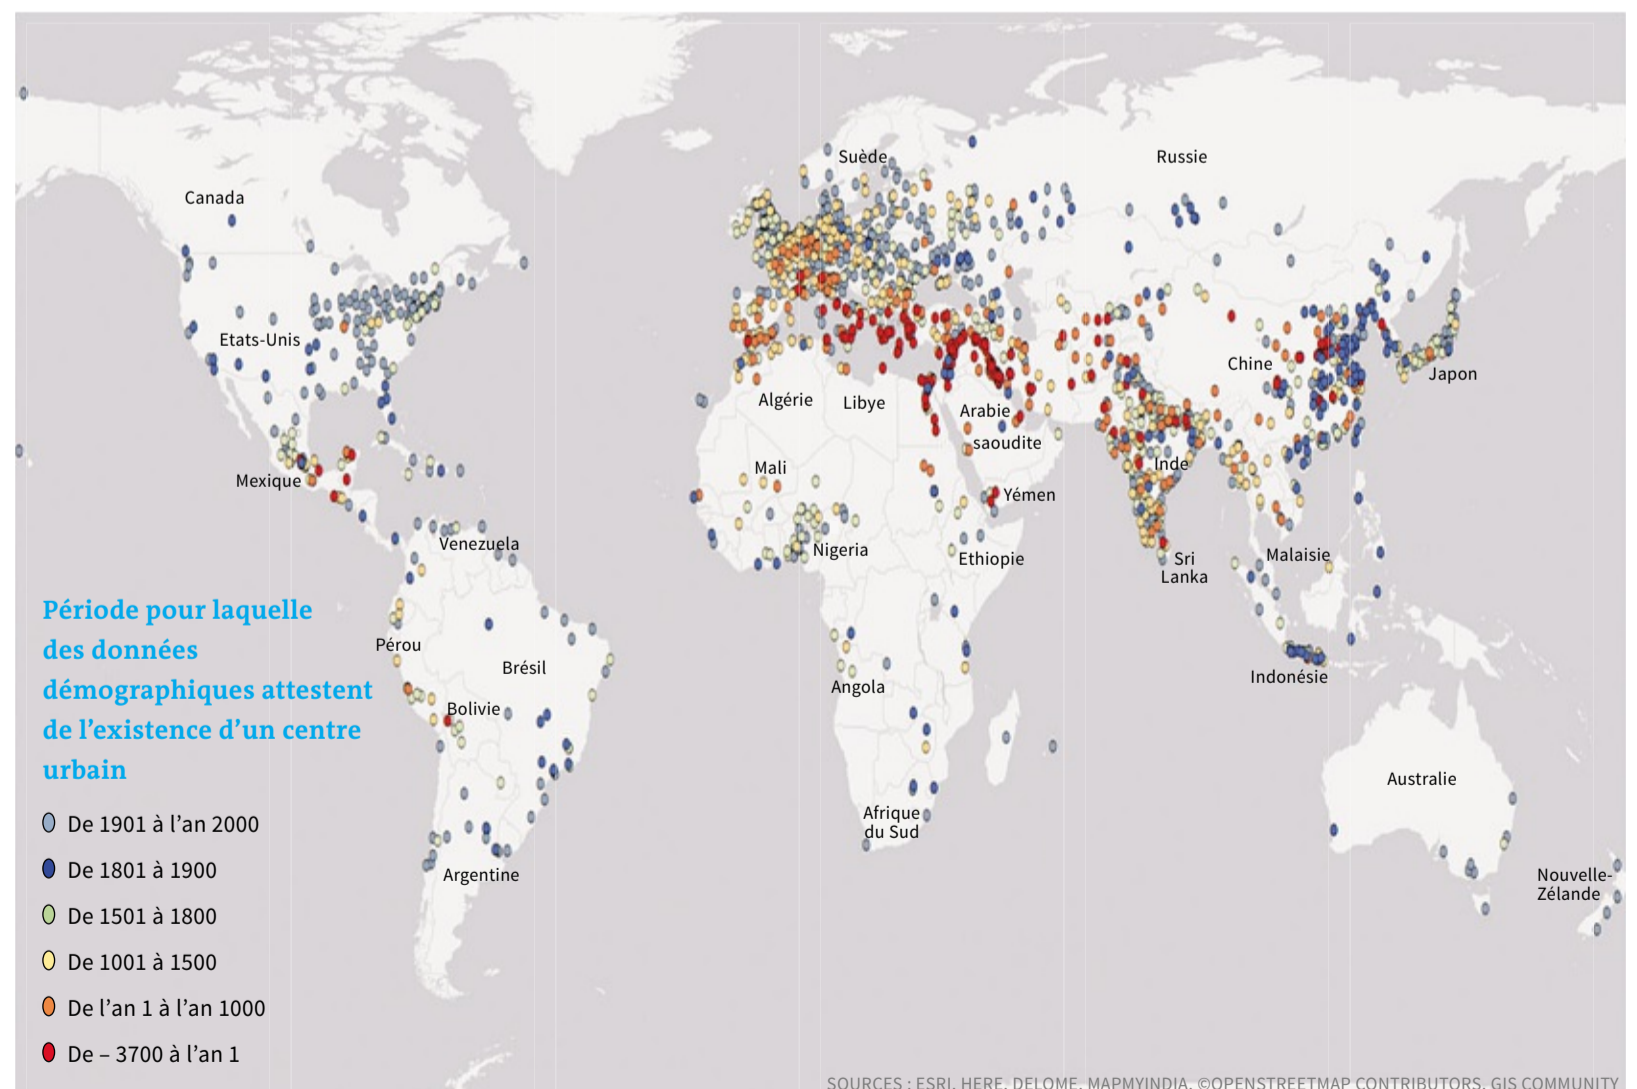 Suède
Russie
Canada
Etats-Unis
Chine
Japon
Algérie
Libye
Arabie
saoudite
Mali
Inde
Mexique
Yémen
Venezuela
Nigeria
Ethiopie
Sri
Lanka
Malaisie
Période pour laquelle
des données
démographiques attestent
de l’existence d’un centre
urbain
Pérou
Brésil
Bolivie
Angola
Indonésie
Australie
Afrique
du Sud
Argentine
Nouvelle-
Zélande
De 1901 à l’an 2000
De 1801 à 1900
De 1501 à 1800
De 1001 à 1500
De l’an 1 à l’an 1000
De – 3700 à l’an 1
SOURCES : ESRI, HERE, DELOME, MAPMYINDIA, ©OPENSTREETMAP CONTRIBUTORS, GIS COMMUNITY